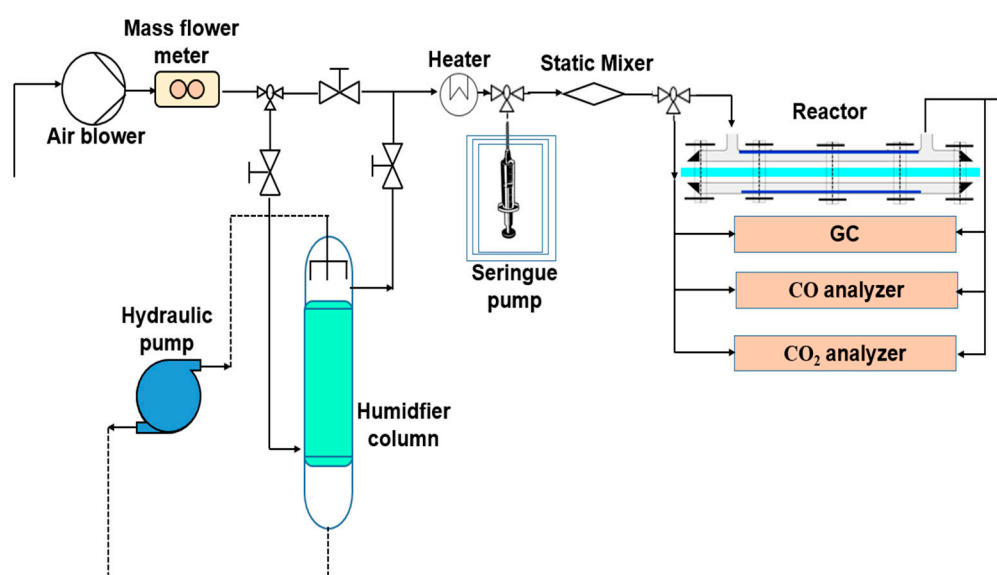 Mass flower
meter
Air blower
Heater
Static Mixer
Reactor
Seringue
pump
GC
CO analyzer
CO₂ analyzer
Hydraulic
pump
Humidfier
column